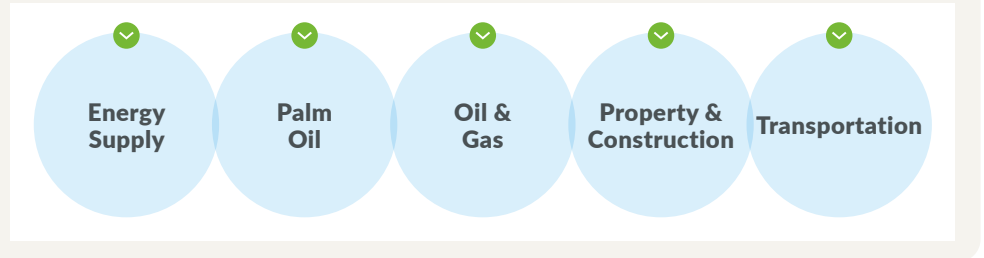 Energy
Supply
Palm
Oil
Oil &
Gas
Property &
Construction
Transportation